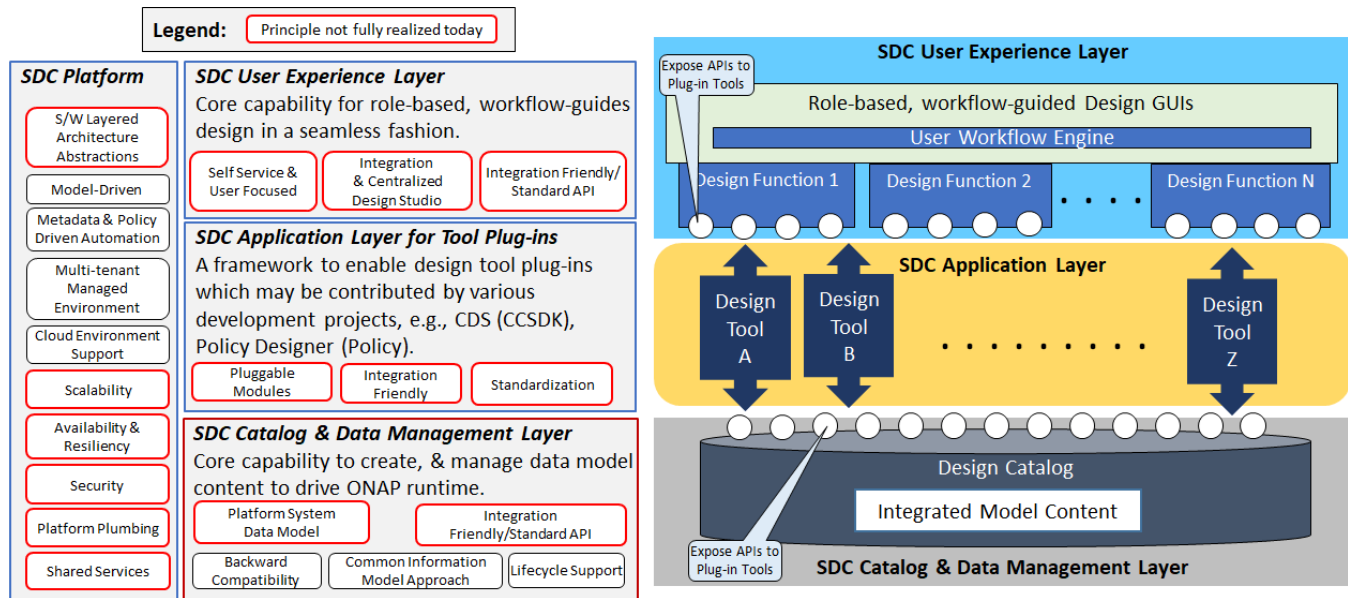 Legend:
Principle not fully realized today
SDC Platform
S/W Layered
Architecture
Abstractions
Model-Driven
Metadata & Policy
Driven Automation
Multi-tenant
Managed
Environment
Cloud Environment
Support
Scalability
Availability &
Resiliency
Security
Platform Plumbing
Shared Services
SDC User Experience Layer
Core capability for role-based, workflow-guides
design in a seamless fashion.
Self Service &
User Focused
Integration
& Centralized
Design Studio
Integration Friendly/
Standard API
SDC Application Layer for Tool Plug-ins
A framework to enable design tool plug-ins
which may be contributed by various
development projects, e.g., CDS (CCSDK),
Policy Designer (Policy).
Pluggable
Modules
Integration
Friendly
Standardization
SDC Catalog & Data Management Layer
Core capability to create, & manage data model
content to drive ONAP runtime.
Platform System
Data Model
Integration
Friendly/Standard API
Backward
Compatibility
Common Information
Model Approach
Lifecycle Support
SDC User Experience Layer
Expose APIs to
Plug-in Tools
Role-based, workflow-guided Design GUIs
User Workflow Engine
Design Function 1
Design Function 2
. . . .
Design Function N
SDC Application Layer
Design
Tool
A
Design
Tool
B
. . . . . . . . .
Design
Tool
Z
Design Catalog
Integrated Model Content
Expose APIs to
Plug-in Tools
SDC Catalog & Data Management Layer